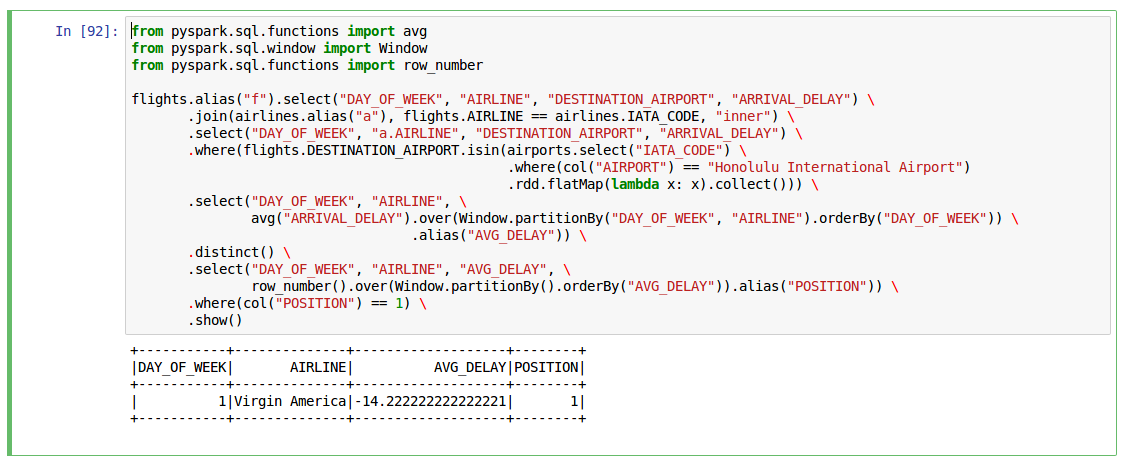 In [92]: from pyspark.sql.functions import avg
from pyspark.sql.window import Window
from pyspark.sql.functions import row_number

flights.alias("f").select("DAY_OF_WEEK", "AIRLINE", "DESTINATION_AIRPORT", "ARRIVAL_DELAY") \
       .join(airlines.alias("a"), flights.AIRLINE == airlines.IATA_CODE, "inner") \
       .select("DAY_OF_WEEK", "a.AIRLINE", "DESTINATION_AIRPORT", "ARRIVAL_DELAY") \
       .where(flights.DESTINATION_AIRPORT.isin(airports.select("IATA_CODE") \
                                               .where(col("AIRPORT") == "Honolulu International Airport")
                                               .rdd.flatMap(lambda x: x).collect())) \
       .select("DAY_OF_WEEK", "AIRLINE", \
               avg("ARRIVAL_DELAY").over(Window.partitionBy("DAY_OF_WEEK", "AIRLINE").orderBy("DAY_OF_WEEK")) \
                                   .alias("AVG_DELAY")) \
       .distinct() \
       .select("DAY_OF_WEEK", "AIRLINE", "AVG_DELAY", \
               row_number().over(Window.partitionBy().orderBy("AVG_DELAY")).alias("POSITION")) \
       .where(col("POSITION") == 1) \
       .show()
+-----------+--------------+-------------------+--------+
|DAY_OF_WEEK|       AIRLINE|          AVG_DELAY|POSITION|
+-----------+--------------+-------------------+--------+
|          1|Virgin America|-14.222222222222221|       1|
+-----------+--------------+-------------------+--------+